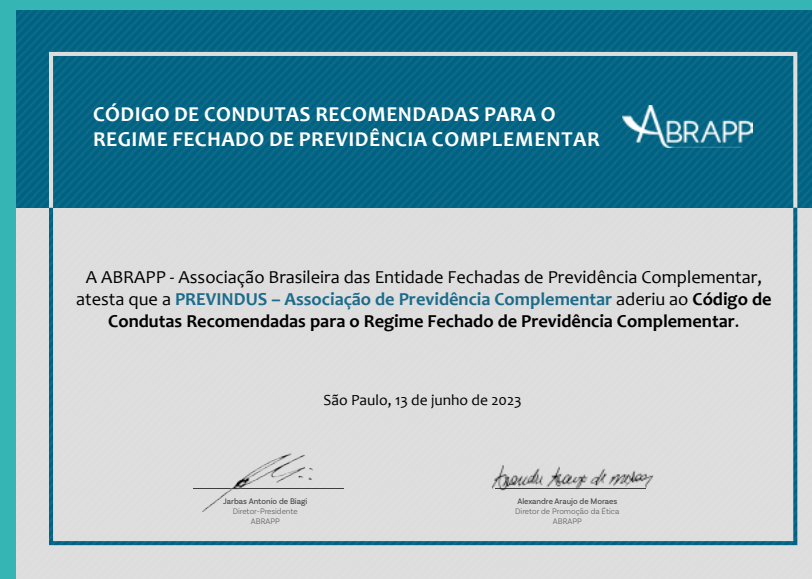 CÓDIGO DE CONDUTAS RECOMENDADAS PARA O
REGIME FECHADO DE PREVIDÊNCIA COMPLEMENTAR
ABRAPP
A ABRAPP - Associação Brasileira das Entidade Fechadas de Previdência Complementar,
atesta que a PREVINDUS – Associação de Previdência Complementar aderiu ao Código de
Condutas Recomendadas para o Regime Fechado de Previdência Complementar.
São Paulo, 13 de junho de 2023
Jarbas Antonio de Biagi
Diretor-Presidente
ABRAPP
Alexandre Araujo de Moraes
Diretor de Promoção da Ética
ABRAPP